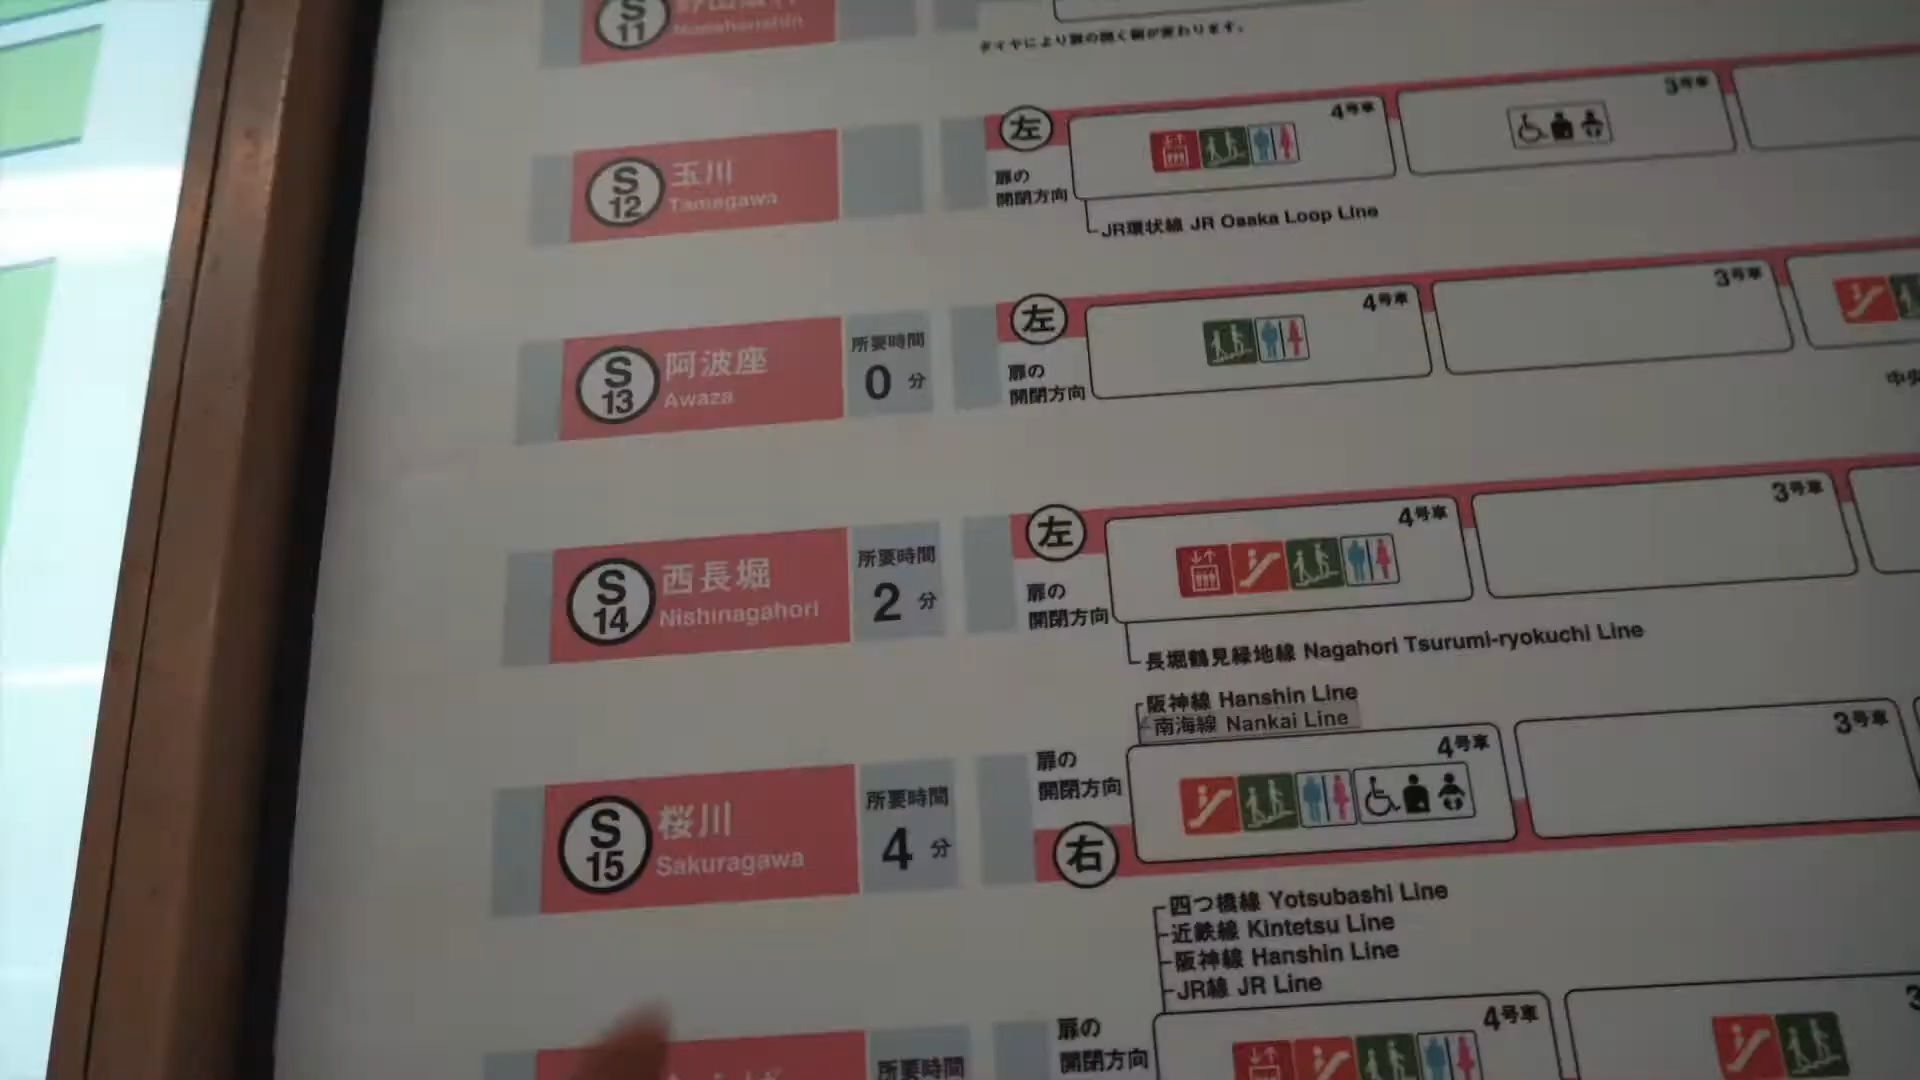 S
11
ダイヤにより扉の開く側が変わります。
S
12
玉川
Tamagawa
左
扉の
開閉方向
4号車
3号車
JR環状線 JR Osaka Loop Line
S
13
阿波座
Awaza
所要時間
0 分
左
扉の
開閉方向
4号車
3号車
中央
S
14
西長堀
Nishinagahori
所要時間
2 分
左
扉の
開閉方向
4号車
3号車
長堀鶴見緑地線 Nagahori Tsurumi-ryokuchi Line
阪神線 Hanshin Line
南海線 Nankai Line
S
15
桜川
Sakuragawa
所要時間
4 分
扉の
開閉方向
右
4号車
3号車
四つ橋線 Yotsubashi Line
近鉄線 Kintetsu Line
阪神線 Hanshin Line
JR線 JR Line
所要時間
扉の
開閉方向
4号車
3